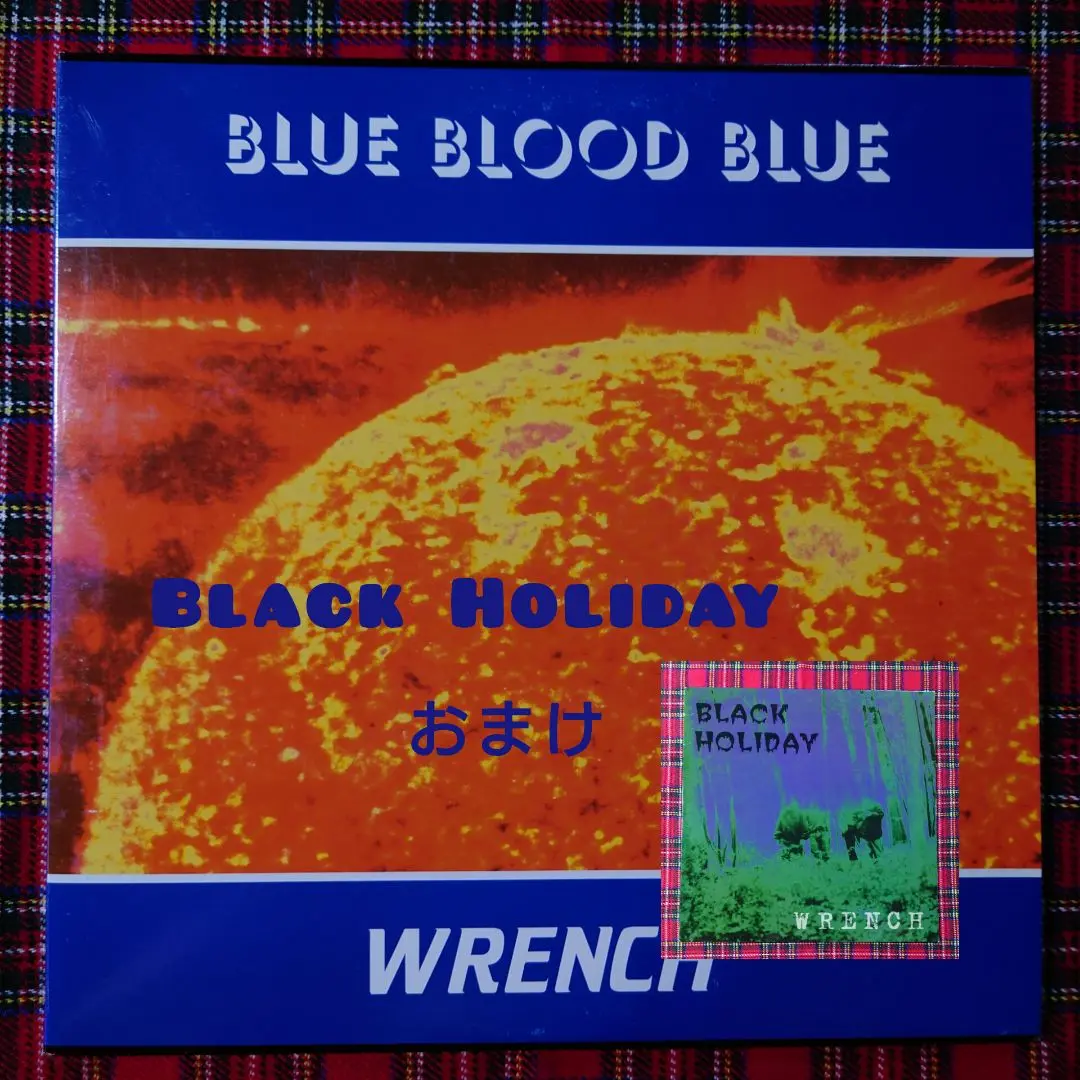 BLUE BLOOD BLUE
BLACK HOLIDAY
おまけ
BLACK
HOLIDAY
WRENCH
WRENCH